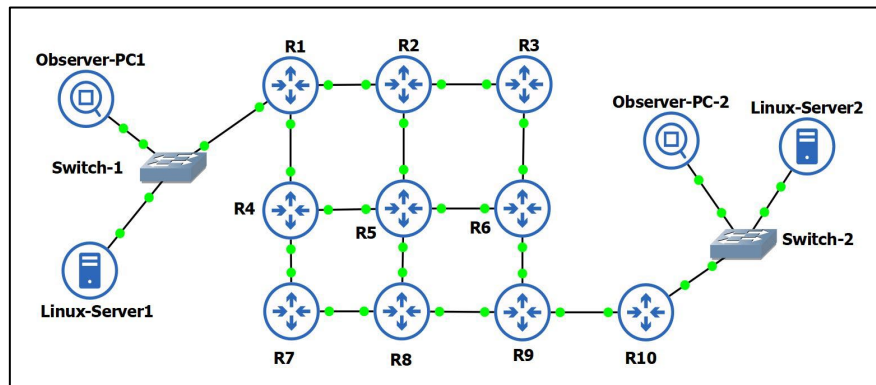 R1
R2
R3
Observer-PC1
Observer-PC-2
Linux-Server2
Switch-1
R4
R5
R6
Switch-2
Linux-Server1
R7
R8
R9
R10